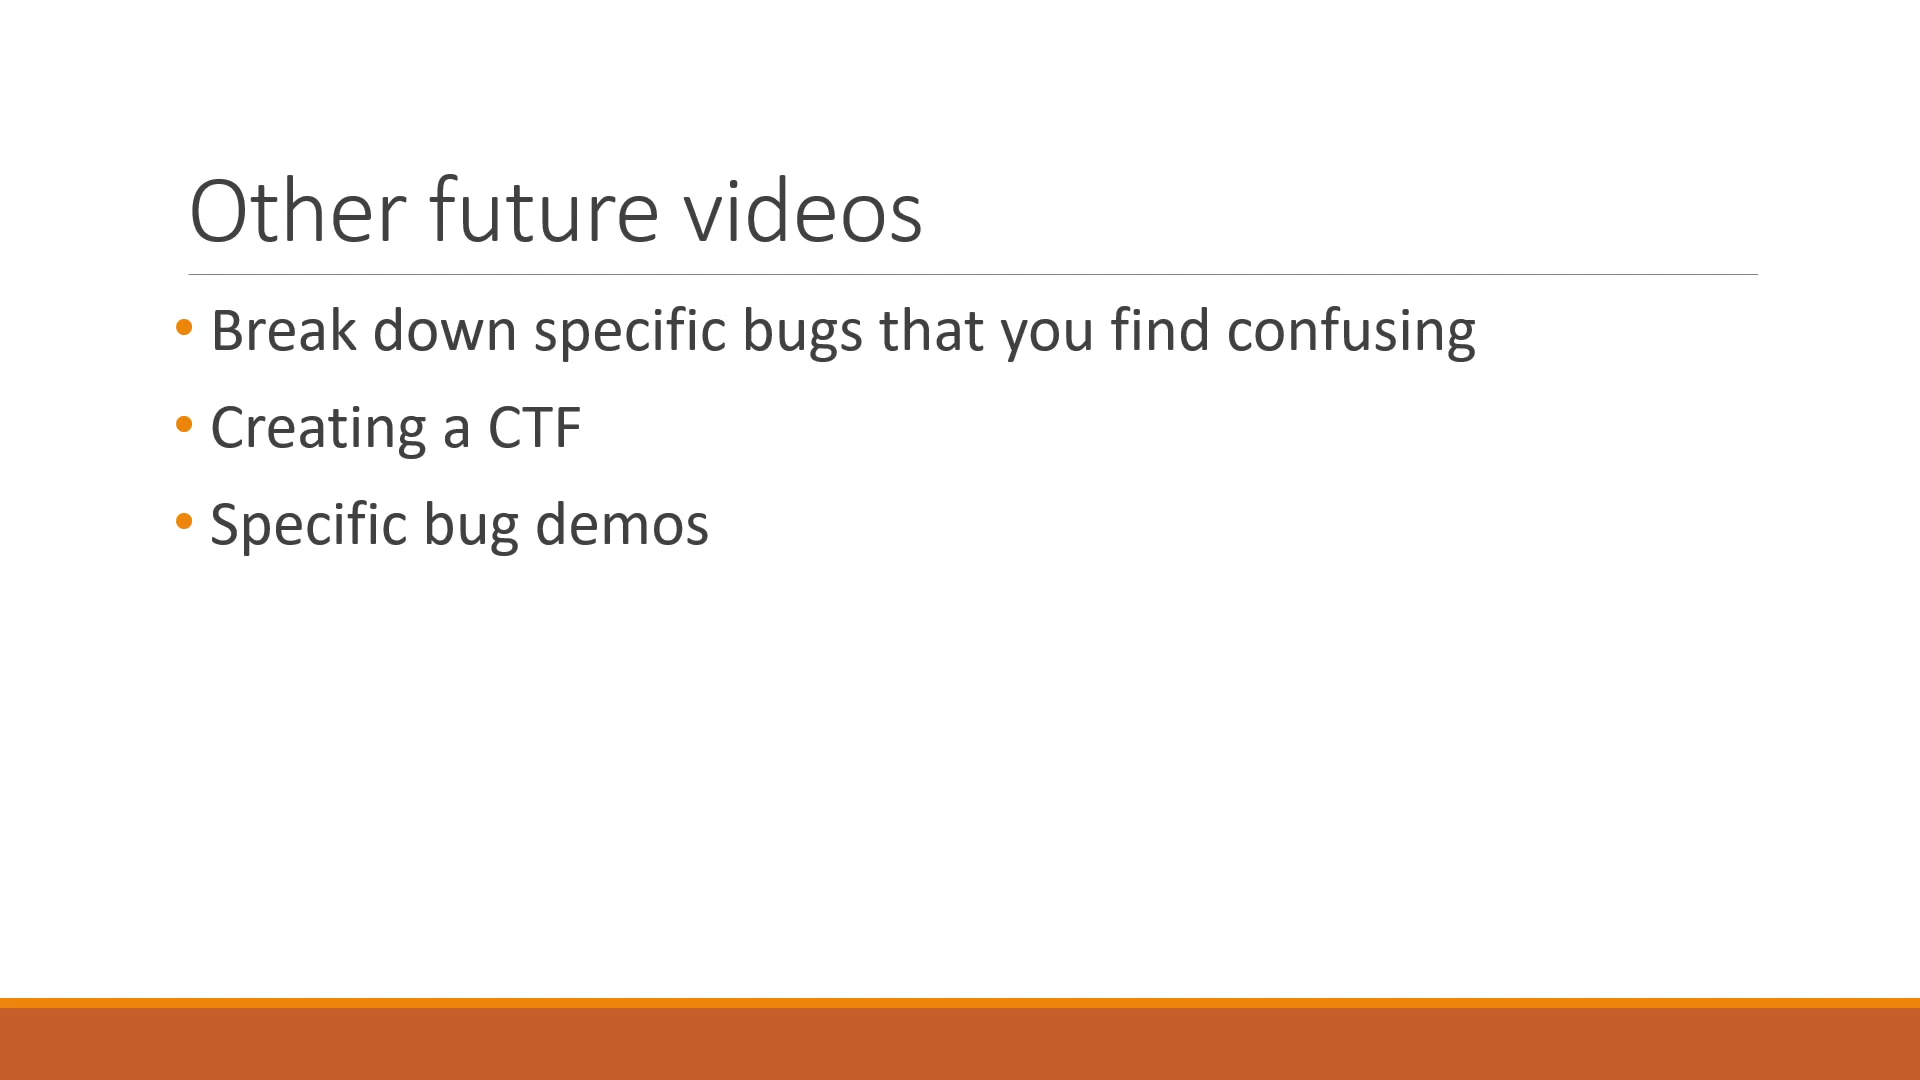 Other future videos
• Break down specific bugs that you find confusing
• Creating a CTF
• Specific bug demos